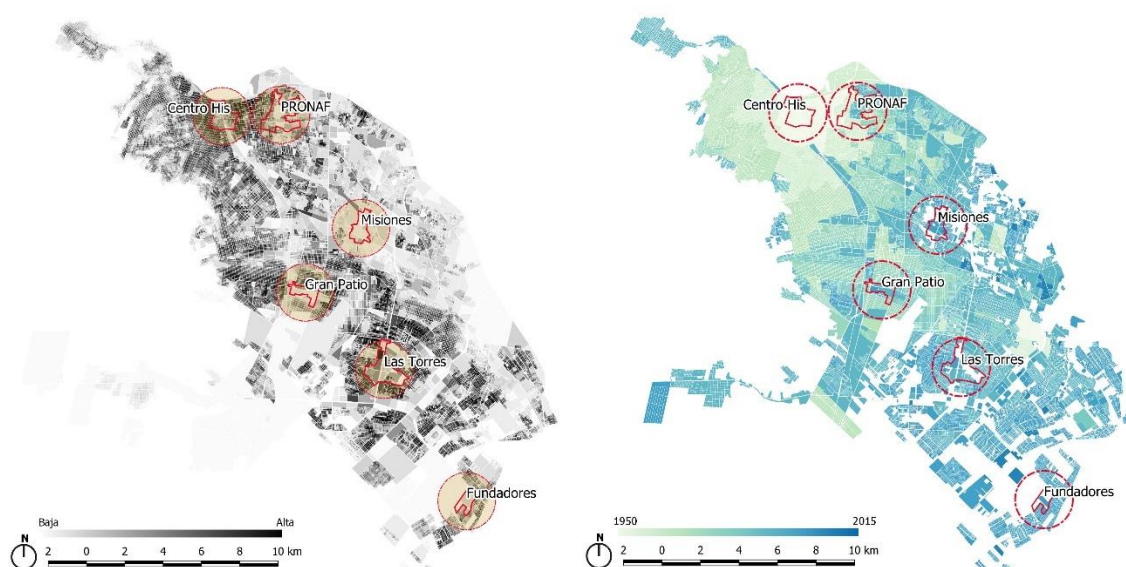 Centro His
PRONAF
Misiones
Gran Patio
Las Torres
Fundadores
Baja
Alta
N
2 0 2 4 6 8 10 km
Centro His
PRONAF
Misiones
Gran Patio
Las Torres
Fundadores
1950
2015
N
2 0 2 4 6 8 10 km